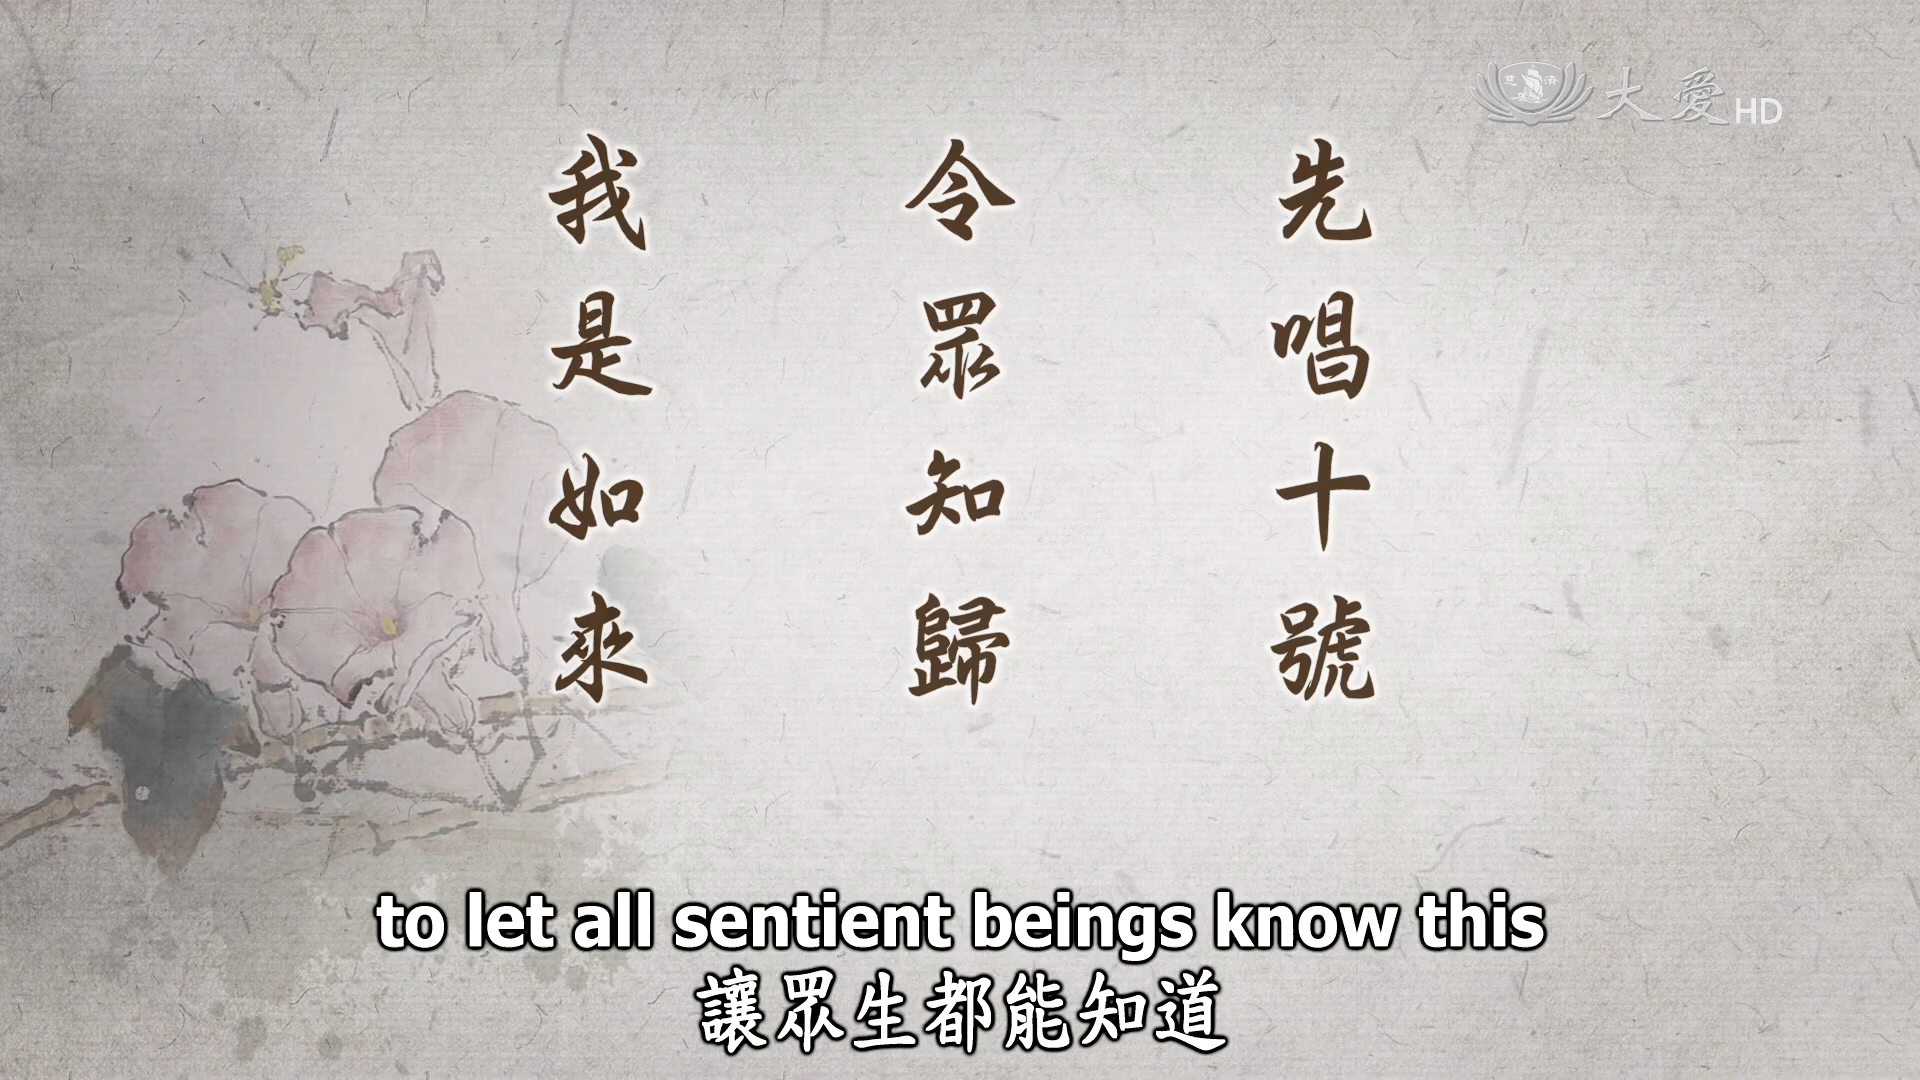 大愛HD
先唱十號
令眾知歸
我是如來
to let all sentient beings know this
讓眾生都能知道